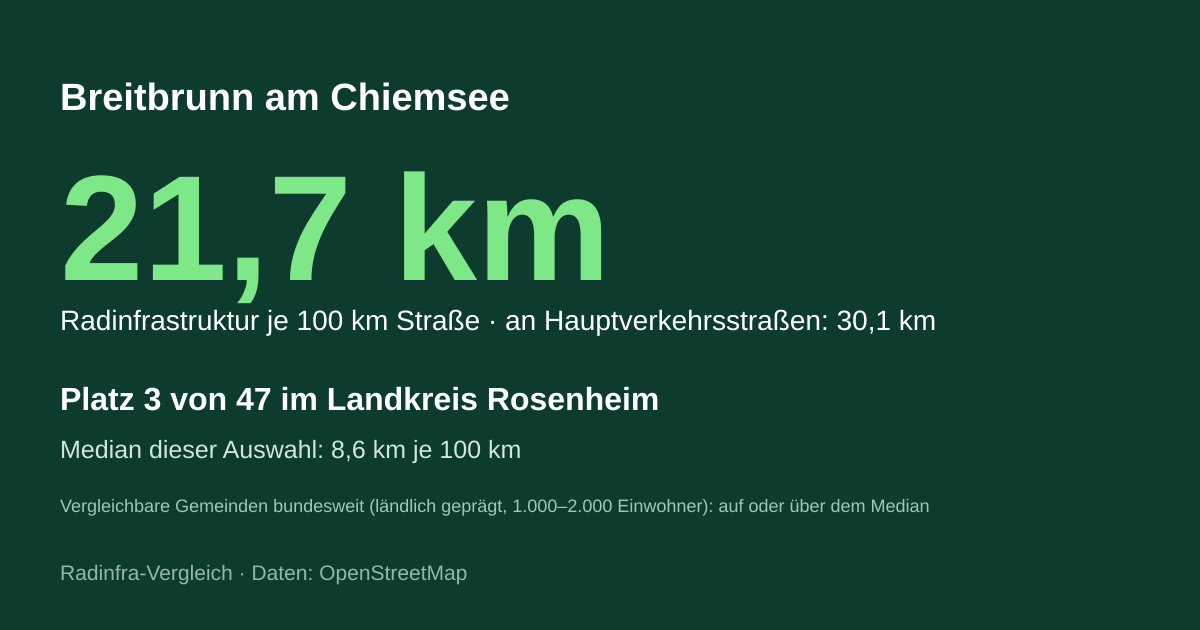 Breitbrunn am Chiemsee
21,7 km
Radinfrastruktur je 100 km Straße · an Hauptverkehrsstraßen: 30,1 km
Platz 3 von 47 im Landkreis Rosenheim
Median dieser Auswahl: 8,6 km je 100 km
Vergleichbare Gemeinden bundesweit (ländlich geprägt, 1.000–2.000 Einwohner): auf oder über dem Median
Radinfra-Vergleich · Daten: OpenStreetMap